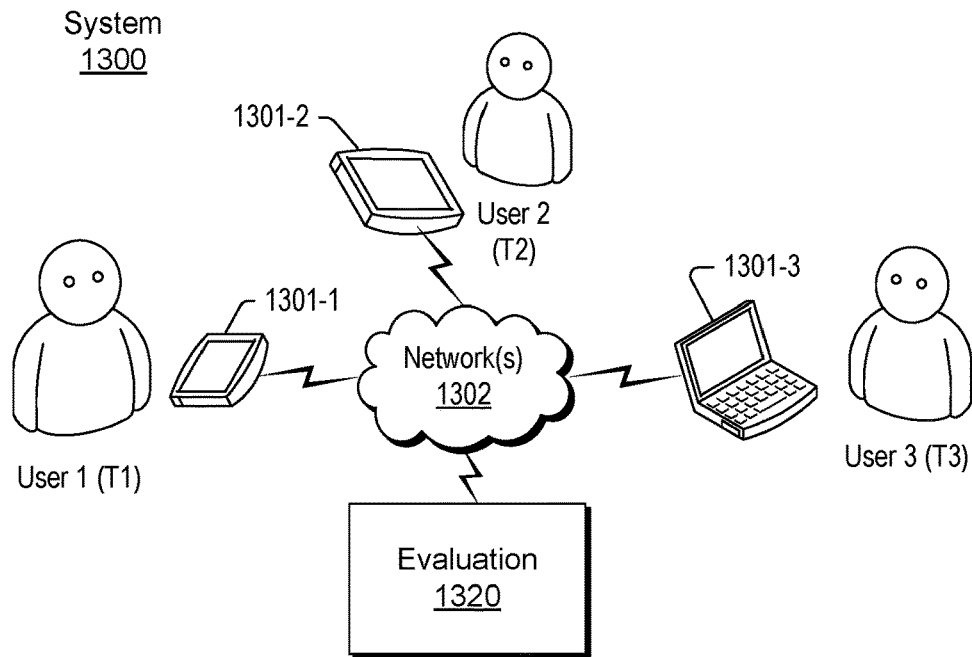 System
1300
1301-2
User 2
(T2)
1301-1
1301-3
Network(s)
1302
User 1 (T1)
User 3 (T3)
Evaluation
1320